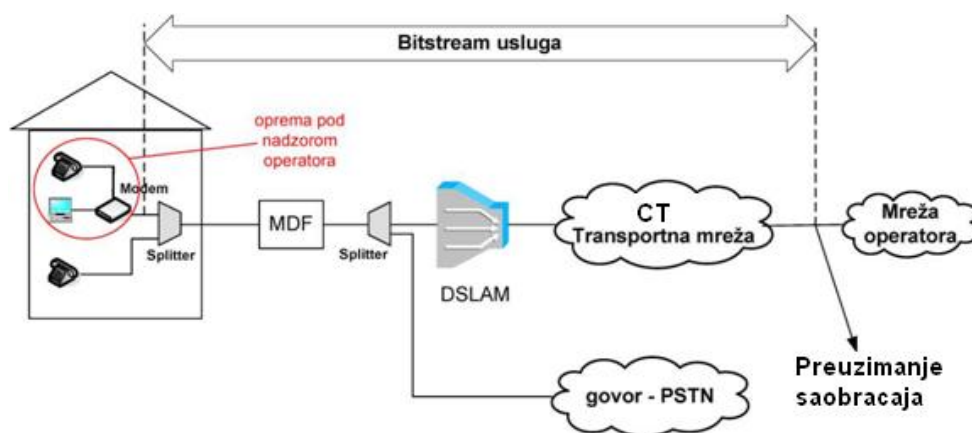 Bitstream usluga
oprema pod
nadzorom
operatora
Modem
Splitter
MDF
Splitter
DSLAM
CT
Transportna mreža
Mreža
operatora
govor - PSTN
Preuzimanje
saobracaja